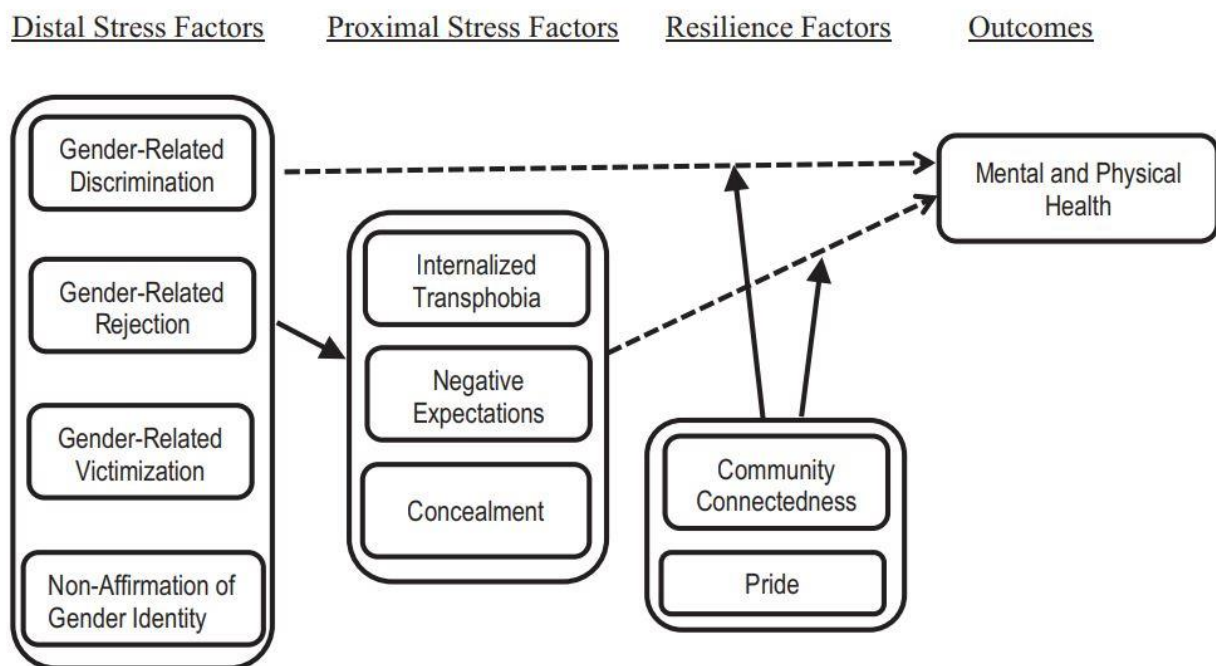 Distal Stress Factors
Proximal Stress Factors
Resilience Factors
Outcomes
Gender-Related
Discrimination
Gender-Related
Rejection
Gender-Related
Victimization
Non-Affirmation of
Gender Identity
Internalized
Transphobia
Negative
Expectations
Concealment
Community
Connectedness
Pride
Mental and Physical
Health